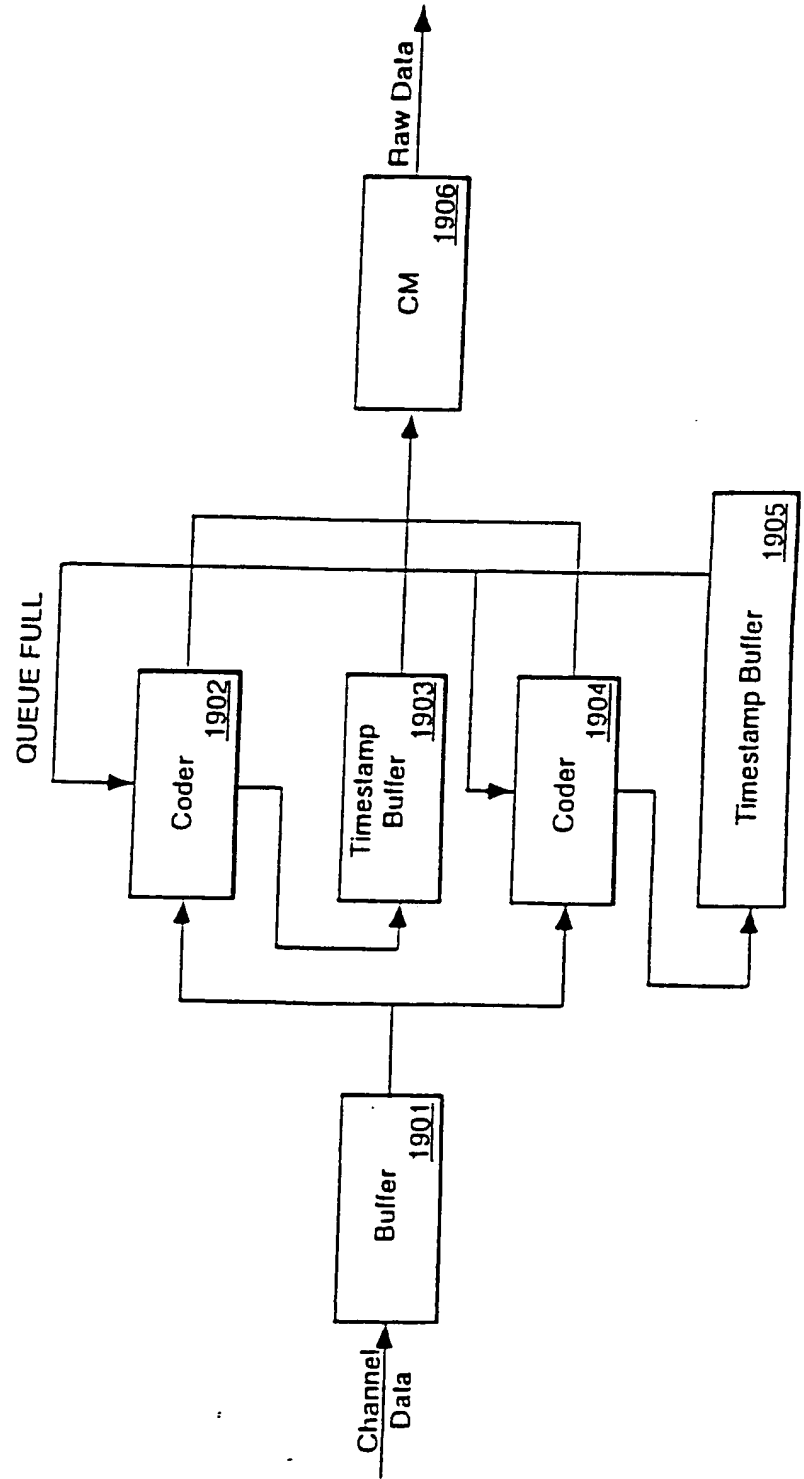 Channel
Data
Buffer
1901
QUEUE FULL
Coder
1902
Timestamp
Buffer
1903
Coder
1904
Timestamp Buffer
1905
CM
1906
Raw Data